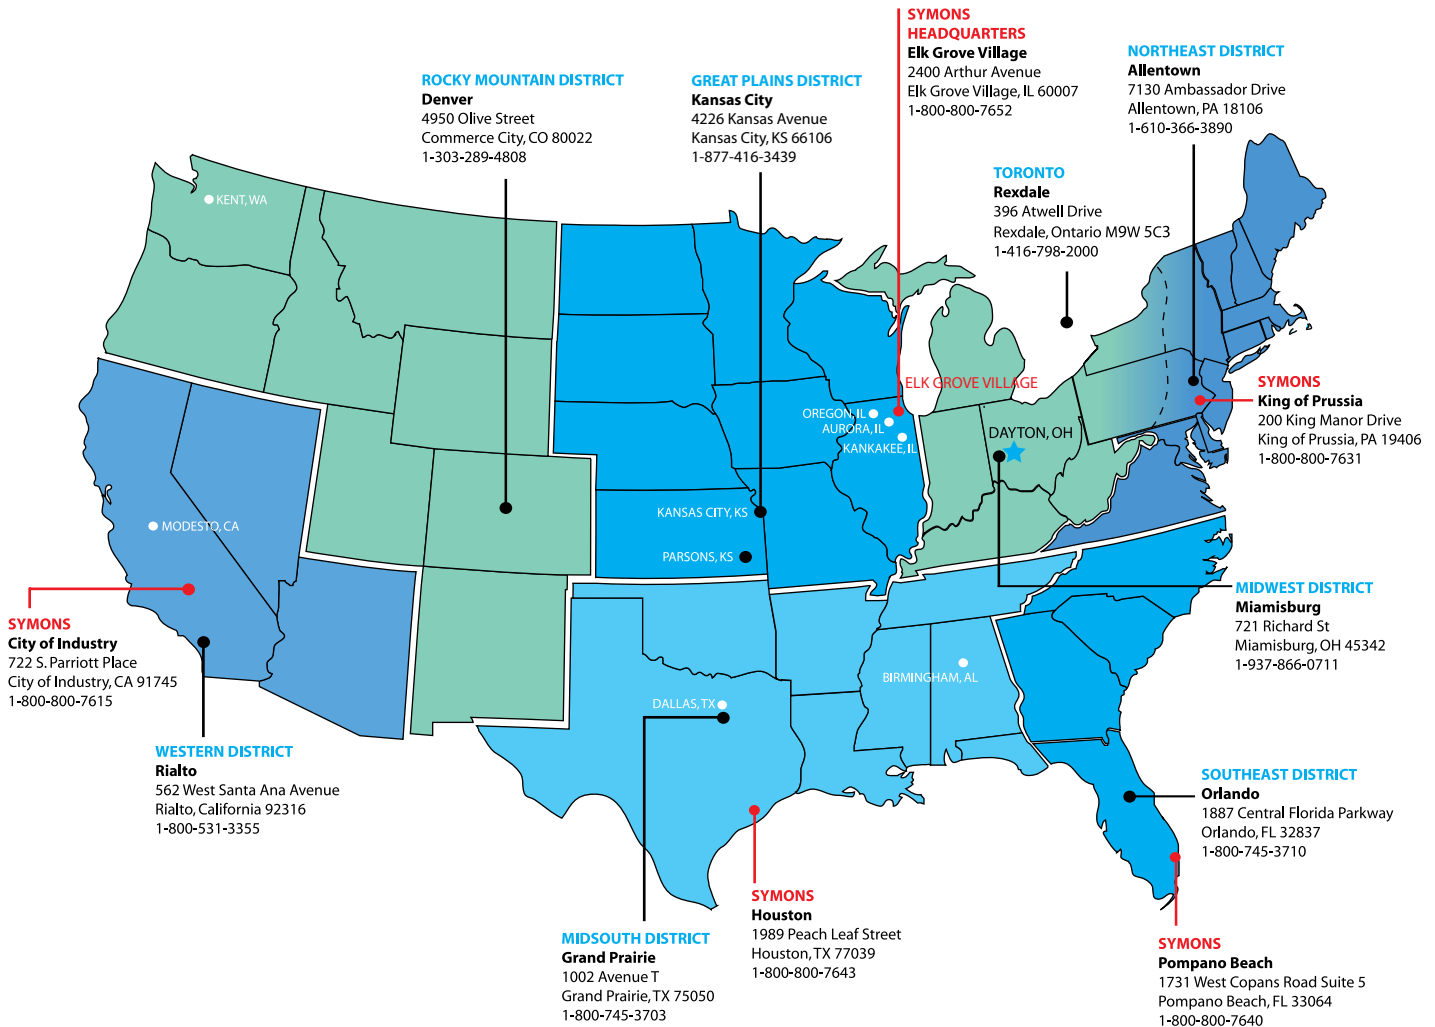 SYMONS
HEADQUARTERS
Elk Grove Village
2400 Arthur Avenue
Elk Grove Village, IL 60007
1-800-800-7652
NORTHEAST DISTRICT
Allentown
7130 Ambassador Drive
Allentown, PA 18106
1-610-366-3890
ROCKY MOUNTAIN DISTRICT
Denver
4950 Olive Street
Commerce City, CO 80022
1-303-289-4808
GREAT PLAINS DISTRICT
Kansas City
4226 Kansas Avenue
Kansas City, KS 66106
1-877-416-3439
TORONTO
Rexdale
396 Atwell Drive
Rexdale, Ontario M9W 5C3
1-416-798-2000
KENT, WA
ELK GROVE VILLAGE
OREGON, IL
AURORA, IL
KANKAKEE, IL
DAYTON, OH
SYMONS
King of Prussia
200 King Manor Drive
King of Prussia, PA 19406
1-800-800-7631
KANSAS CITY, KS
MODESTO, CA
PARSONS, KS
MIDWEST DISTRICT
Miamisburg
721 Richard St
Miamisburg, OH 45342
1-937-866-0711
SYMONS
City of Industry
722 S. Parriott Place
City of Industry, CA 91745
1-800-800-7615
BIRMINGHAM, AL
DALLAS, TX
WESTERN DISTRICT
Rialto
562 West Santa Ana Avenue
Rialto, California 92316
1-800-531-3355
SOUTHEAST DISTRICT
Orlando
1887 Central Florida Parkway
Orlando, FL 32837
1-800-745-3710
SYMONS
Houston
1989 Peach Leaf Street
Houston, TX 77039
1-800-800-7643
MIDSOUTH DISTRICT
Grand Prairie
1002 Avenue T
Grand Prairie, TX 75050
1-800-745-3703
SYMONS
Pompano Beach
1731 West Copans Road Suite 5
Pompano Beach, FL 33064
1-800-800-7640